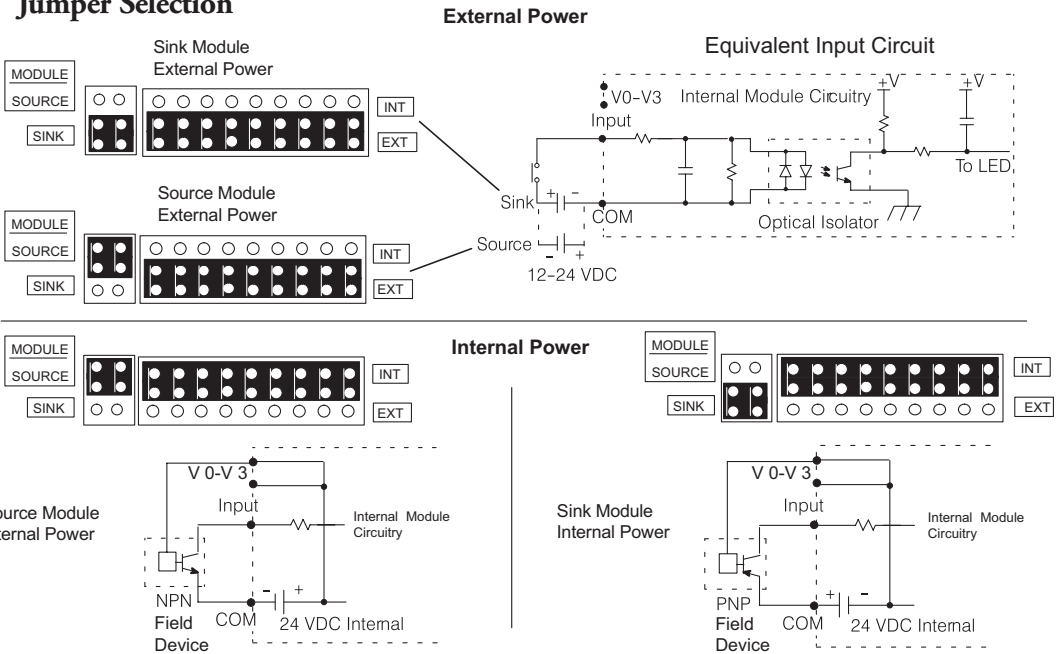 Jumper Selection
External Power
Sink Module
External Power
MODULE
SOURCE
SINK
INT
EXT
Source Module
External Power
MODULE
SOURCE
SINK
INT
EXT
Equivalent Input Circuit
V0-V3
Internal Module Circuitry
+V
+V
Input
To LED
Sink
+ -
COM
Optical Isolator
Source
- +
12-24 VDC
Internal Power
MODULE
SOURCE
SINK
INT
EXT
MODULE
SOURCE
SINK
INT
EXT
ource Module
ternal Power
V 0-V 3
Input
Internal Module
Circuitry
- +
NPN
Field
Device
COM
24 VDC Internal
Sink Module
Internal Power
V 0-V 3
Input
Internal Module
Circuitry
+ -
PNP
Field
Device
COM
24 VDC Internal